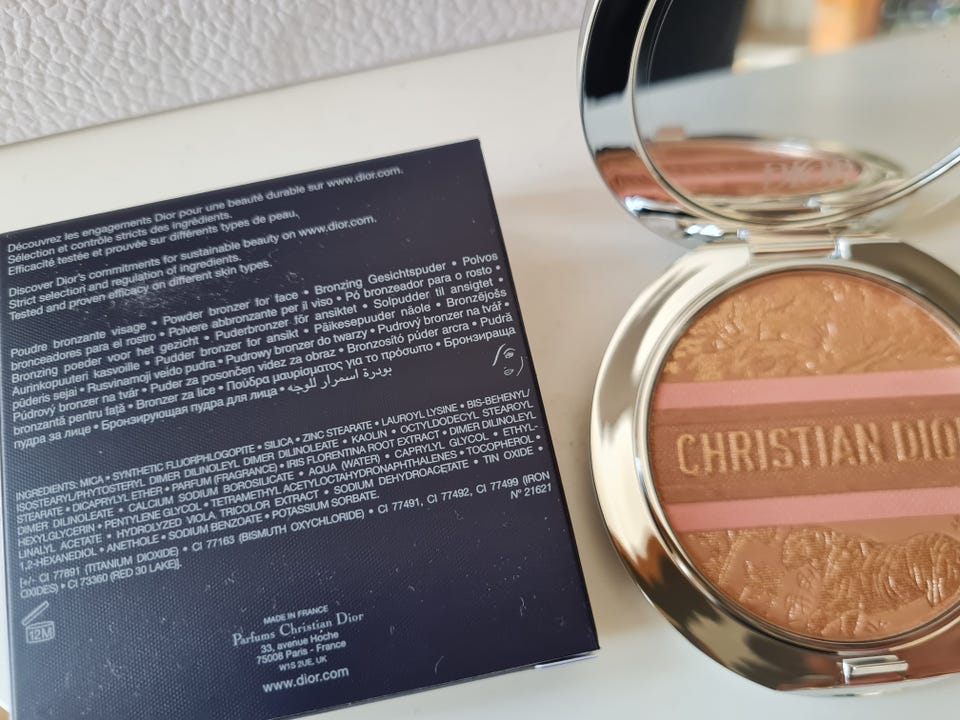 Découvrez les engagements Dior pour une beauté durable sur www.dior.com.
Sélection et contrôle stricts des ingrédients.
Efficacité testée et prouvée sur différents types de peau.
Discover Dior's commitments for sustainable beauty on www.dior.com.
Strict selection and regulation of ingredients.
Tested and proven efficacy on different skin types.
Poudre bronzante visage • Powder bronzer for face • Bronzing Gesichtspuder • Polvos
bronceadores para el rostro • Polvere abbronzante per il viso • Pó bronzeador para o rosto •
Bronzing poeder voor het gezicht • Pudder bronzer for ansigt • Solpudder til ansigtet •
Aurinkopuuteri kasvoille • Puderbronzer för ansikt • Päikesepuuder näole • Bronzējošs
pūderis sejai • Rusvinamoji veido pudra • Pudrowy bronzer do twarzy • Pudrový bronzer na tvář •
Púdrový bronzer na tvár • Puder za posončen videz za obraz • Bronzosító púder arcra • Pudră
bronzantă pentru față • Bronzer za lice • Πούδρα μαυρίσματος για το πρόσωπο • Бронзираща
пудра за лице • Бронзирующая пудра для лица • بودرة اسمرار للوجه
INGREDIENTS: MICA • SYNTHETIC FLUORPHLOGOPITE • SILICA • ZINC STEARATE • LAUROYL LYSINE • BIS-BEHENYL/
ISOSTEARYL/PHYTOSTERYL DIMER DILINOLEYL DIMER DILINOLEATE • KAOLIN • OCTYLDODECYL STEAROYL
STEARATE • DICAPRYLYL ETHER • PARFUM (FRAGRANCE) • IRIS FLORENTINA ROOT EXTRACT • DIMER DILINOLEYL
DIMER DILINOLEATE • CALCIUM SODIUM BOROSILICATE • AQUA (WATER) • CAPRYLYL GLYCOL • ETHYL-
HEXYLGLYCERIN • PENTYLENE GLYCOL • TETRAMETHYL ACETYLOCTAHYDRONAPHTHALENES • TOCOPHEROL •
LINALYL ACETATE • HYDROLYZED VIOLA TRICOLOR EXTRACT • SODIUM DEHYDROACETATE • TIN OXIDE •
1,2-HEXANEDIOL • ANETHOLE • SODIUM BENZOATE • POTASSIUM SORBATE.
[+/- CI 77891 (TITANIUM DIOXIDE) • CI 77163 (BISMUTH OXYCHLORIDE) • CI 77491, CI 77492, CI 77499 (IRON
OXIDES) • CI 73360 (RED 30 LAKE)].
N° 21621
12M
MADE IN FRANCE
Parfums Christian Dior
33, avenue Hoche
75008 Paris - France
W1S 2UE, UK
www.dior.com
CHRISTIAN DIO